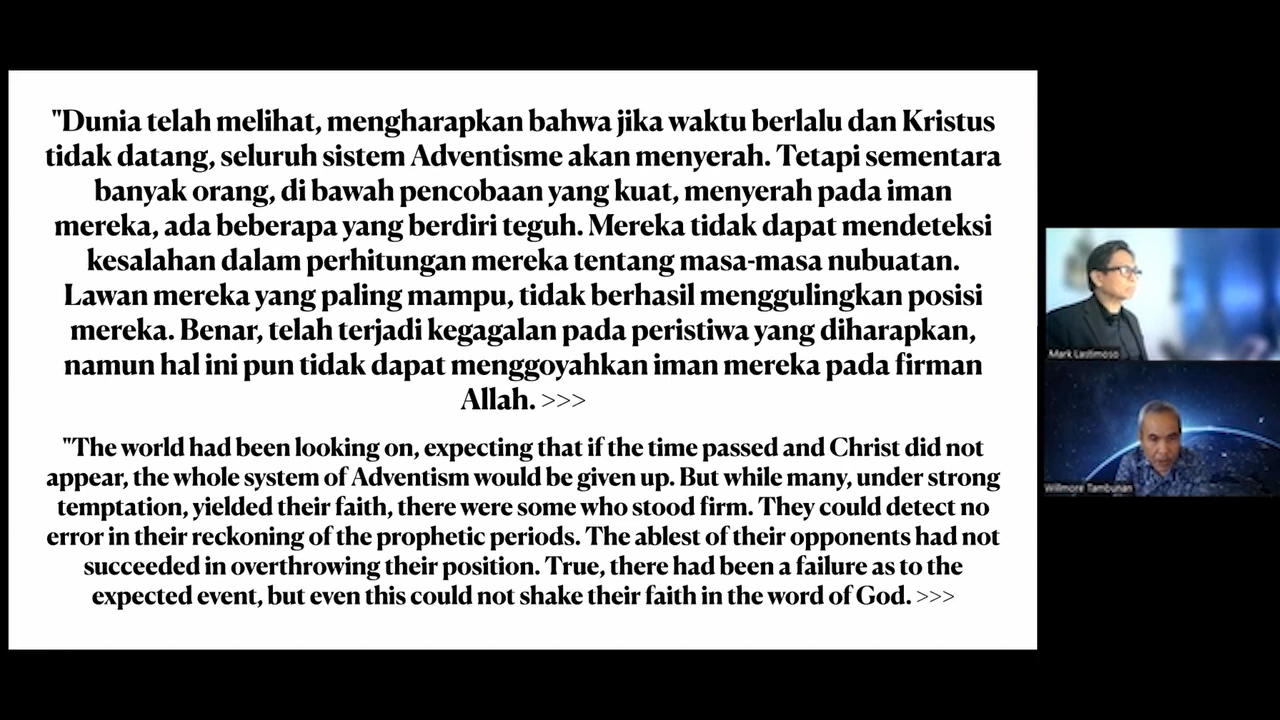 "Dunia telah melihat, mengharapkan bahwa jika waktu berlalu dan Kristus
tidak datang, seluruh sistem Adventisme akan menyerah. Tetapi sementara
banyak orang, di bawah pencobaan yang kuat, menyerah pada iman
mereka, ada beberapa yang berdiri teguh. Mereka tidak dapat mendeteksi
kesalahan dalam perhitungan mereka tentang masa-masa nubuatan.
Lawan mereka yang paling mampu, tidak berhasil menggulingkan posisi
mereka. Benar, telah terjadi kegagalan pada peristiwa yang diharapkan,
namun hal ini pun tidak dapat menggoyahkan iman mereka pada firman
Allah. >>>
"The world had been looking on, expecting that if the time passed and Christ did not
appear, the whole system of Adventism would be given up. But while many, under strong
temptation, yielded their faith, there were some who stood firm. They could detect no
error in their reckoning of the prophetic periods. The ablest of their opponents had not
succeeded in overthrowing their position. True, there had been a failure as to the
expected event, but even this could not shake their faith in the word of God. >>>
Mark Lastimoso
Willmore Tambunan